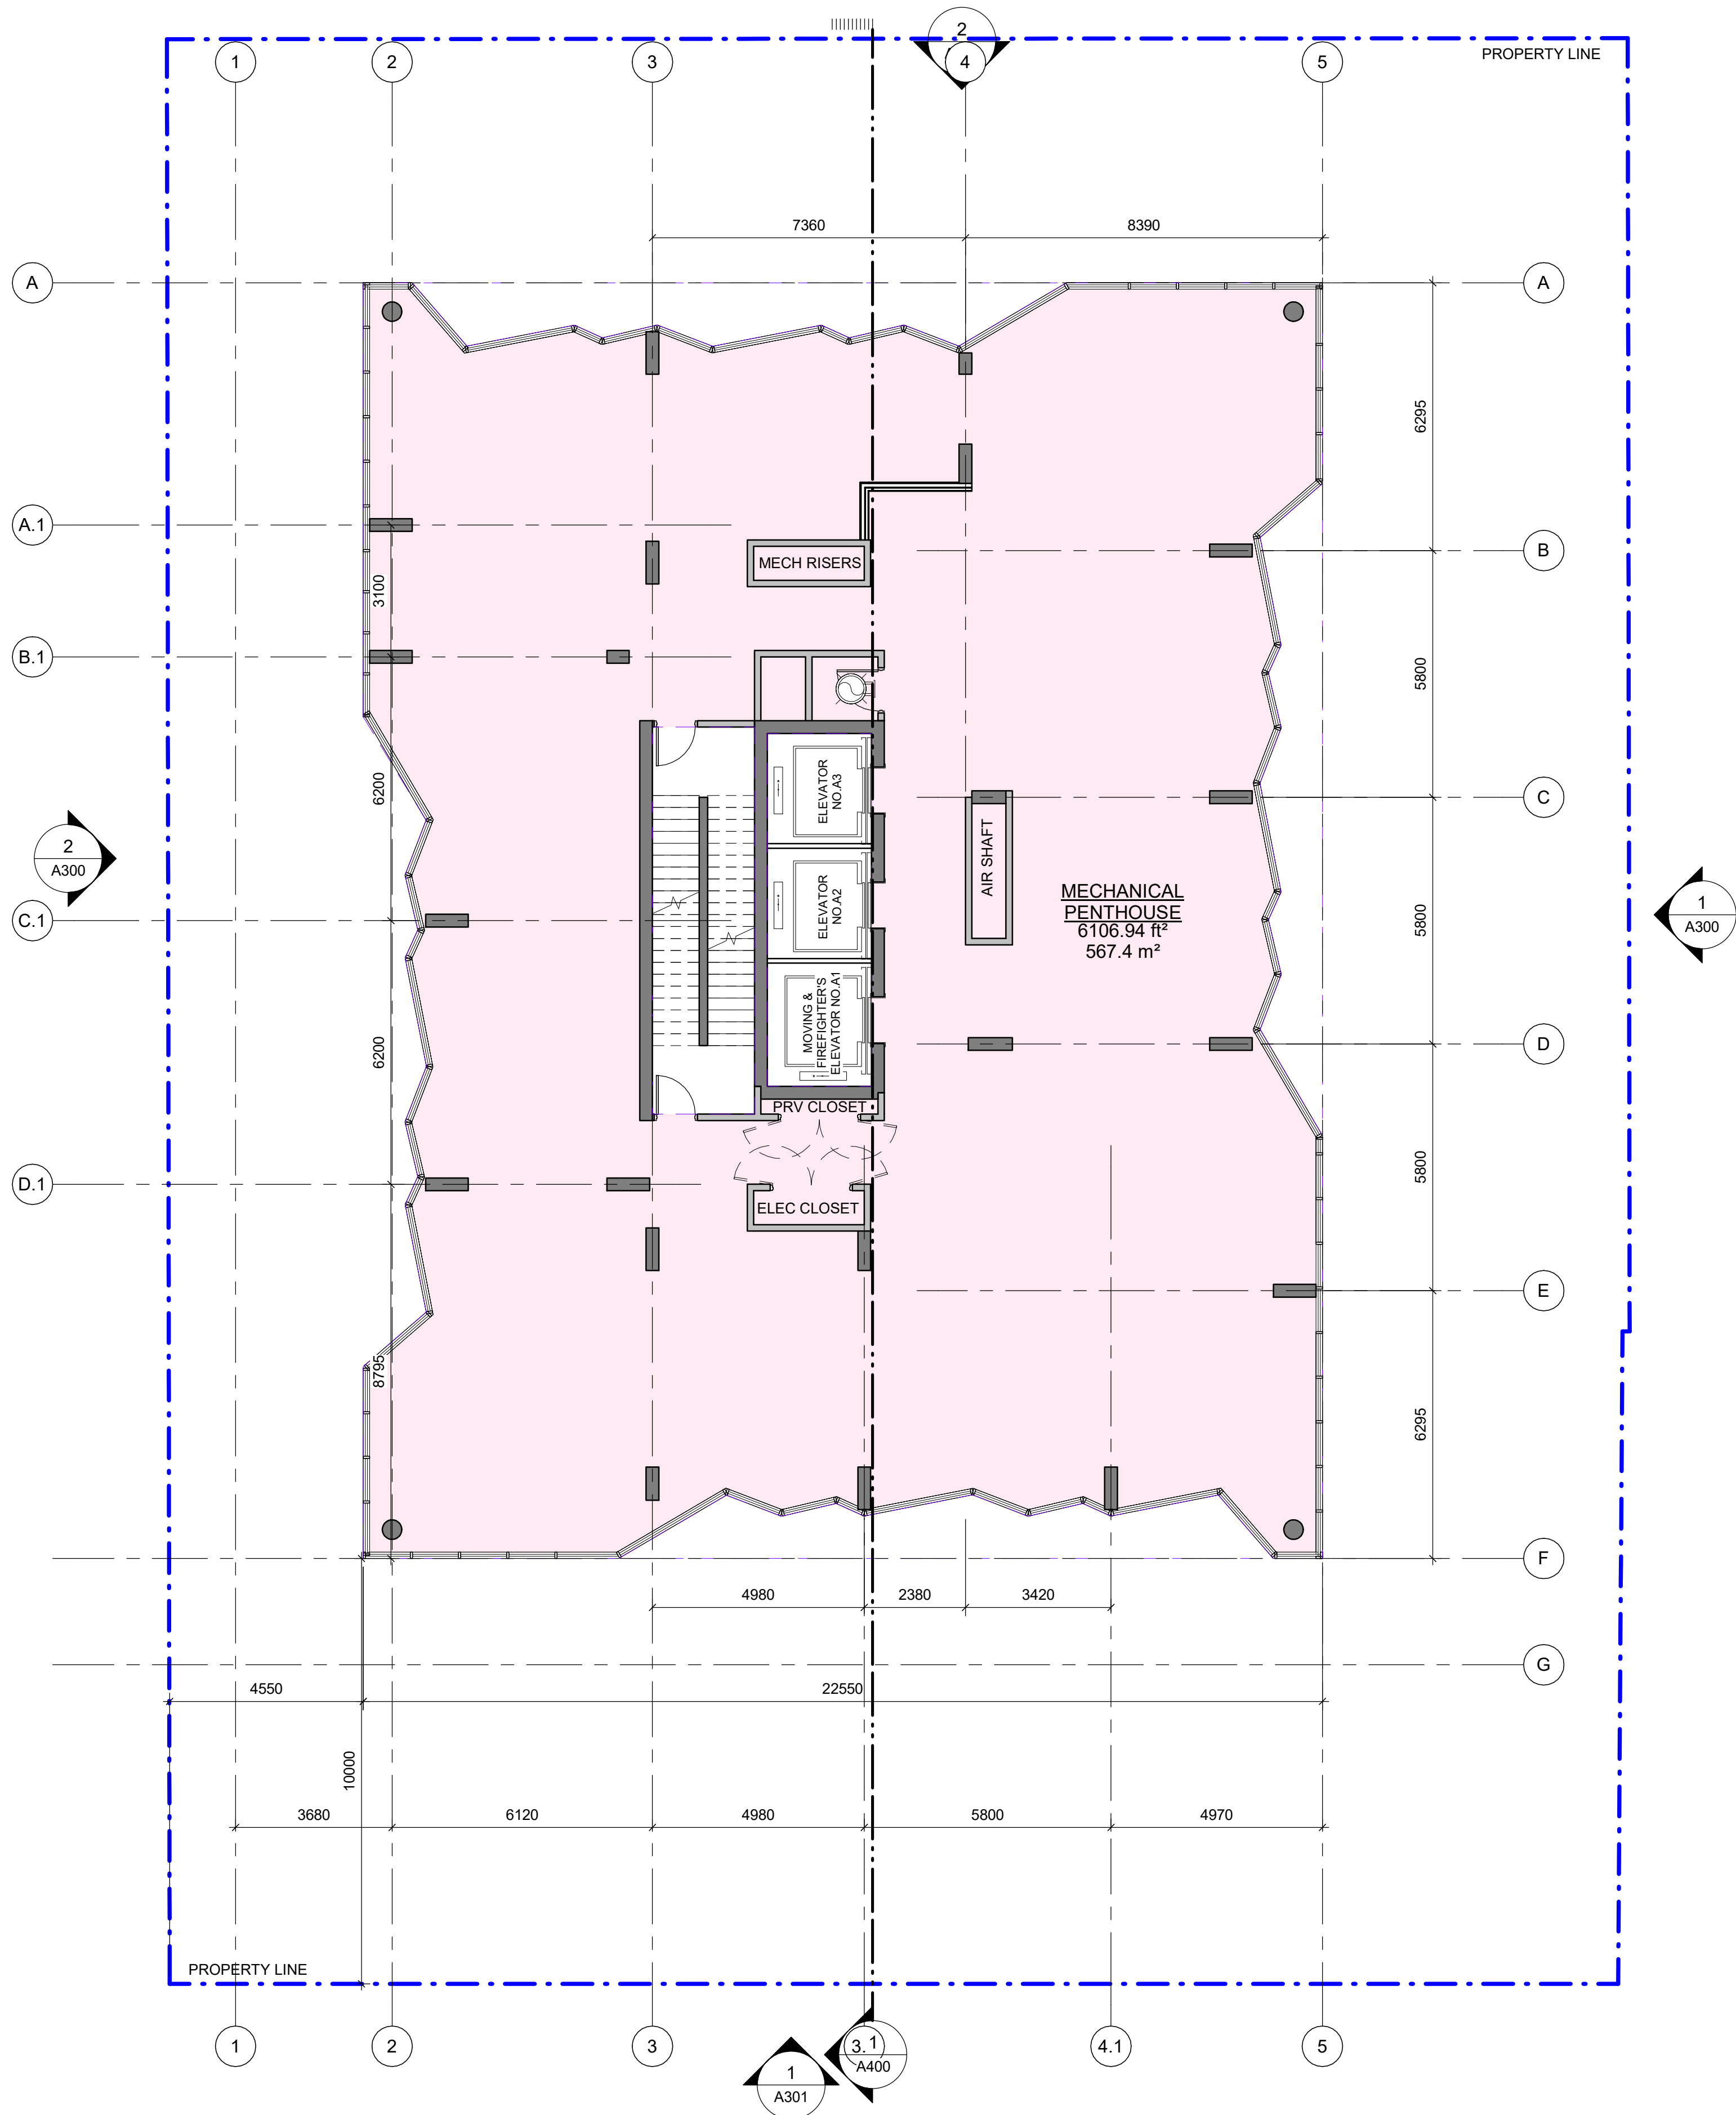 2
1
2
3
4
5
PROPERTY LINE
7360
8390
A
A
6295
A.1
B
MECH RISERS
3100
B.1
5800
6200
ELEVATOR
NO.A3
C
2
A300
AIR SHAFT
MECHANICAL
PENTHOUSE
6106.94 ft²
567.4 m²
ELEVATOR
NO.A2
5800
1
A300
C.1
MOVING &
FIREFIGHTER'S
ELEVATOR NO.A1
6200
D
PRV CLOSET
5800
D.1
ELEC CLOSET
E
8795
6295
F
4980
2380
3420
G
4550
22550
10000
3680
6120
4980
5800
4970
PROPERTY LINE
1
2
3
3.1
4.1
5
1
A400
1
A301